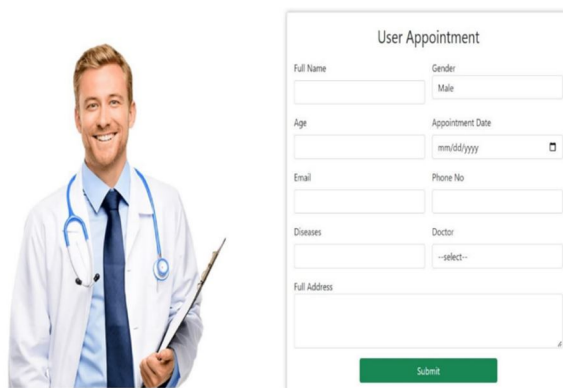 User Appointment
Full Name
Gender
Male
Age
Appointment Date
mm/dd/yyyy
Email
Phone No
Diseases
Doctor
--select--
Full Address
Submit